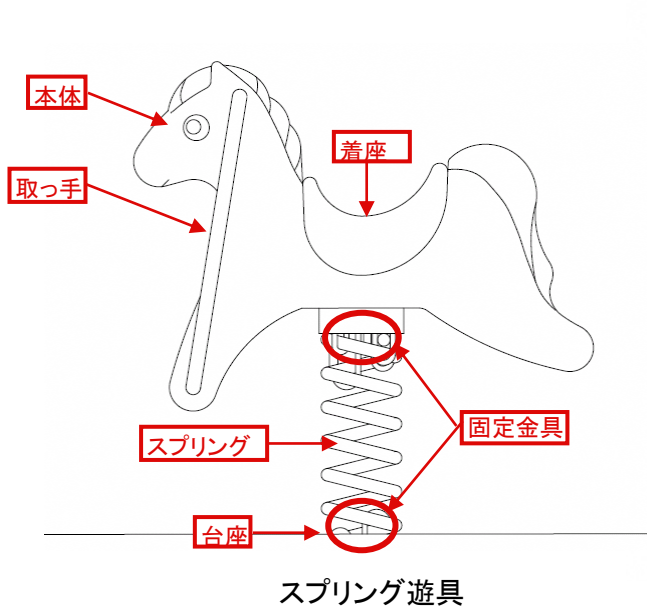 本体
着座
取っ手
固定金具
スプリング
台座
スプリング遊具